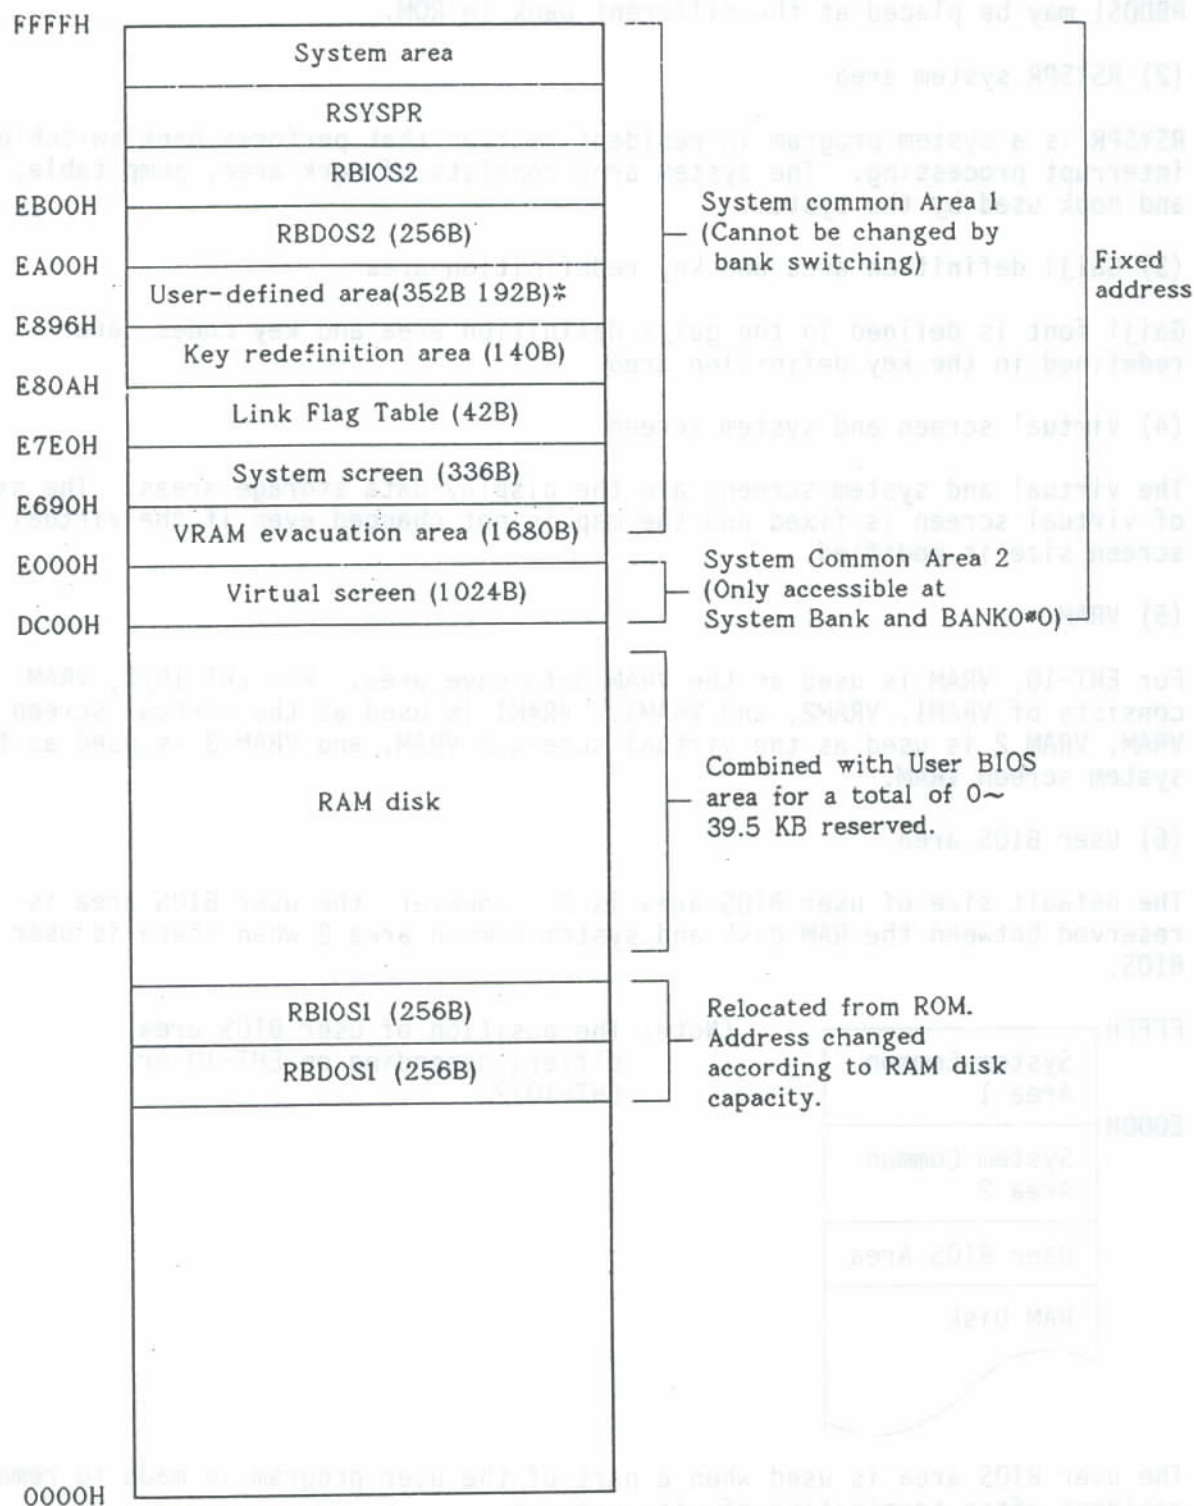 FFFFH
System area
RSYSPR
RBIOS2
EB00H
RBDOS2 (256B)
EA00H
User-defined area(352B 192B)*
E896H
Key redefinition area (140B)
E80AH
Link Flag Table (42B)
E7E0H
System screen (336B)
E690H
VRAM evacuation area (1680B)
E000H
Virtual screen (1024B)
DC00H
RAM disk
RBIOS1 (256B)
RBDOS1 (256B)
0000H
System common Area 1
(Cannot be changed by
bank switching)
Fixed
address
System Common Area 2
(Only accessible at
System Bank and BANK0*0)
Combined with User BIOS
area for a total of 0~
39.5 KB reserved.
Relocated from ROM.
Address changed
according to RAM disk
capacity.